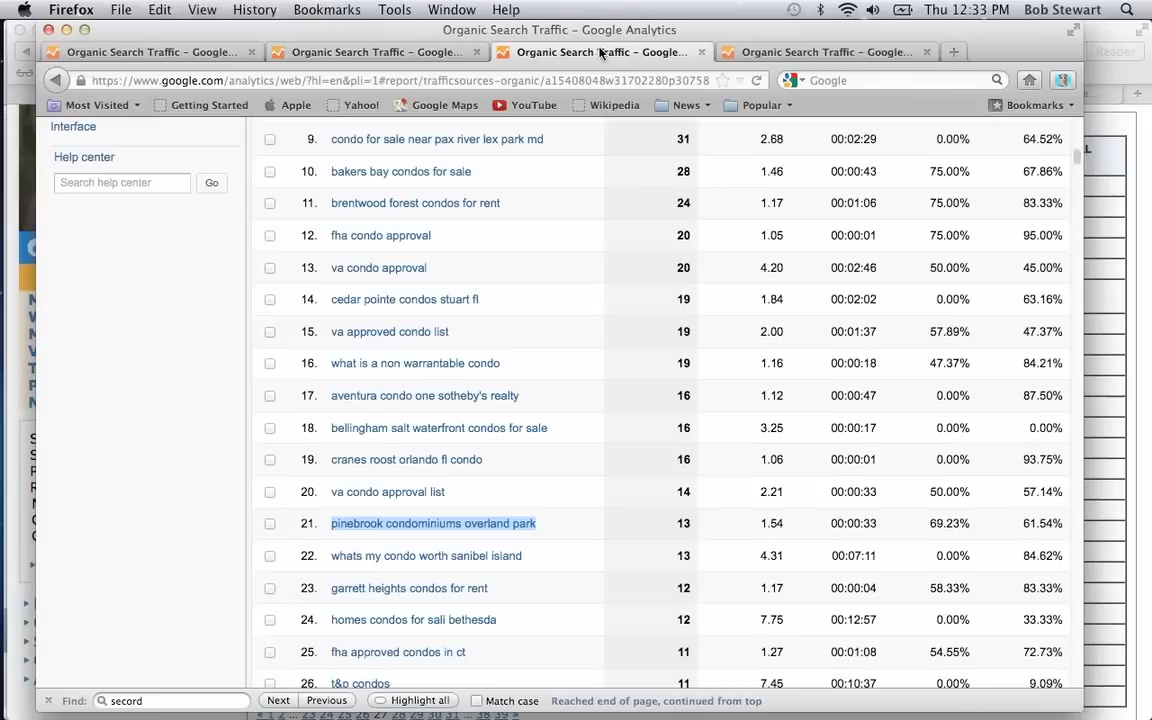 Firefox File Edit View History Bookmarks Tools Window Help Thu 12:33 PM Bob Stewart
Organic Search Traffic – Google Analytics
Organic Search Traffic – Google... × Organic Search Traffic – Google... × Organic Search Traffic – Google... × Organic Search Traffic – Google... × +
https://www.google.com/analytics/web/?hl=en&pli=1#report/trafficsources-organic/a15408048w31702280p30758 Google Reader
Most Visited Getting Started Apple Yahoo! Google Maps YouTube Wikipedia News Popular Bookmarks
Interface
Help center
Search help center Go
9. condo for sale near pax river lex park md 31 2.68 00:02:29 0.00% 64.52%
10. bakers bay condos for sale 28 1.46 00:00:43 75.00% 67.86%
11. brentwood forest condos for rent 24 1.17 00:01:06 75.00% 83.33%
12. fha condo approval 20 1.05 00:00:01 75.00% 95.00%
13. va condo approval 20 4.20 00:02:46 50.00% 45.00%
14. cedar pointe condos stuart fl 19 1.84 00:02:02 0.00% 63.16%
15. va approved condo list 19 2.00 00:01:37 57.89% 47.37%
16. what is a non warrantable condo 19 1.16 00:00:18 47.37% 84.21%
17. aventura condo one sotheby's realty 16 1.12 00:00:47 0.00% 87.50%
18. bellingham salt waterfront condos for sale 16 3.25 00:00:17 0.00% 0.00%
19. cranes roost orlando fl condo 16 1.06 00:00:01 0.00% 93.75%
20. va condo approval list 14 2.21 00:00:33 50.00% 57.14%
21. pinebrook condominiums overland park 13 1.54 00:00:33 69.23% 61.54%
22. whats my condo worth sanibel island 13 4.31 00:07:11 0.00% 84.62%
23. garrett heights condos for rent 12 1.17 00:00:04 58.33% 83.33%
24. homes condos for sali bethesda 12 7.75 00:12:57 0.00% 33.33%
25. fha approved condos in ct 11 1.27 00:01:08 54.55% 72.73%
26. t&p condos 11 7.45 00:10:37 0.00% 9.09%
× Find: secord Next Previous Highlight all Match case Reached end of page, continued from top